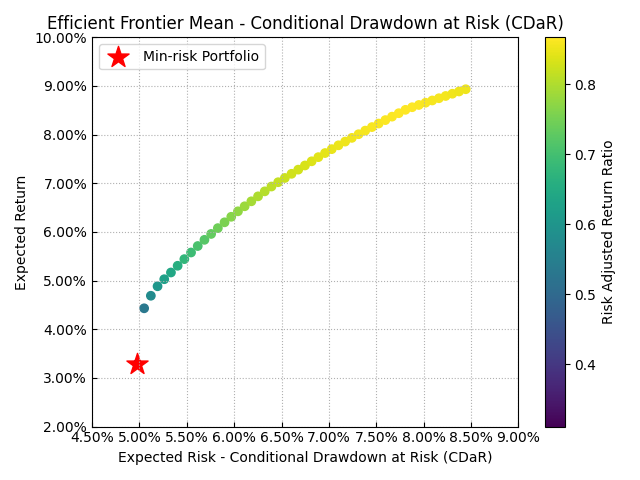 Efficient Frontier Mean - Conditional Drawdown at Risk (CDaR)
Min-risk Portfolio
10.00%
9.00%
8.00%
7.00%
6.00%
5.00%
4.00%
3.00%
2.00%
Expected Return
4.50% 5.00% 5.50% 6.00% 6.50% 7.00% 7.50% 8.00% 8.50% 9.00%
Expected Risk - Conditional Drawdown at Risk (CDaR)
0.8
0.7
0.6
0.5
0.4
Risk Adjusted Return Ratio